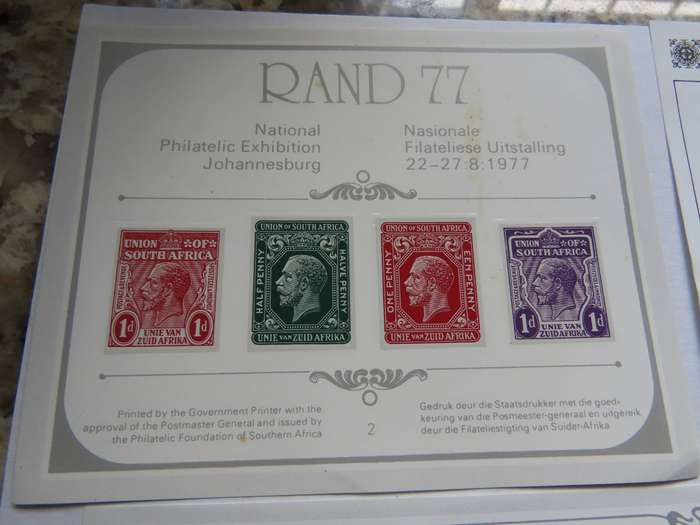 RAND 77
National
Philatelic Exhibition
Johannesburg
Nasionale
Filateliese Uitstalling
22–27:8:1977
UNION OF
SOUTH AFRICA
1d 1d
UNIE VAN
ZUID AFRIKA
UNION OF SOUTH AFRICA
HALF PENNY
HALVE PENNY
UNIE VAN ZUID AFRIKA
UNION OF SOUTH AFRICA
ONE PENNY
EEN PENNY
UNIE VAN ZUID AFRIKA
UNION OF
SOUTH AFRICA
1d 1d
UNIE VAN
ZUID AFRIKA
Printed by the Government Printer with the
approval of the Postmaster General and issued by
the Philatelic Foundation of Southern Africa
2
Gedruk deur die Staatsdrukker met die goed-
keuring van die Posmeester-generaal en uitgereik
deur die Filateliestigting van Suider-Afrika